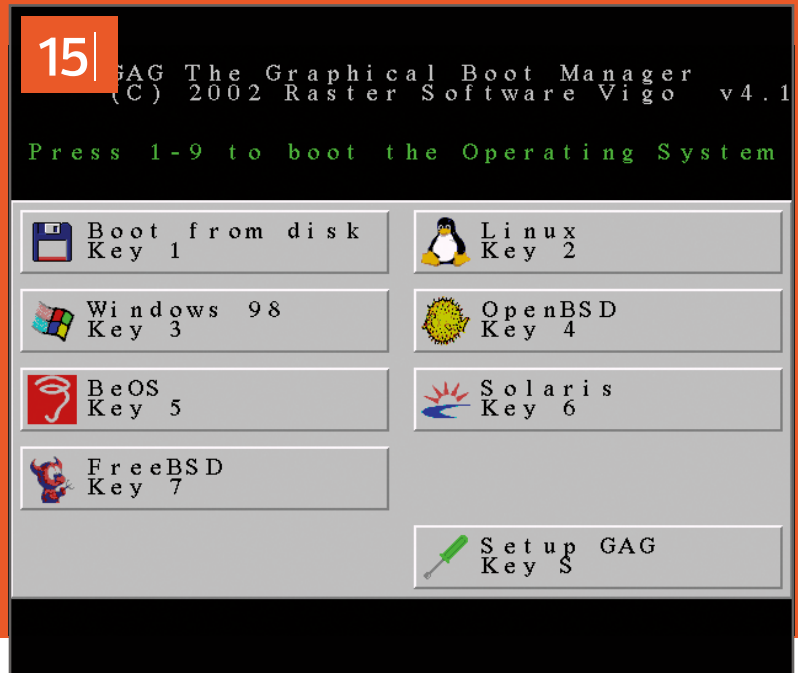 15
GAG The Graphical Boot Manager
(C) 2002 Raster Software Vigo v4.1
Press 1-9 to boot the Operating System
Boot from disk
Key 1
Linux
Key 2
Windows 98
Key 3
OpenBSD
Key 4
BeOS
Key 5
Solaris
Key 6
FreeBSD
Key 7
Setup GAG
Key S